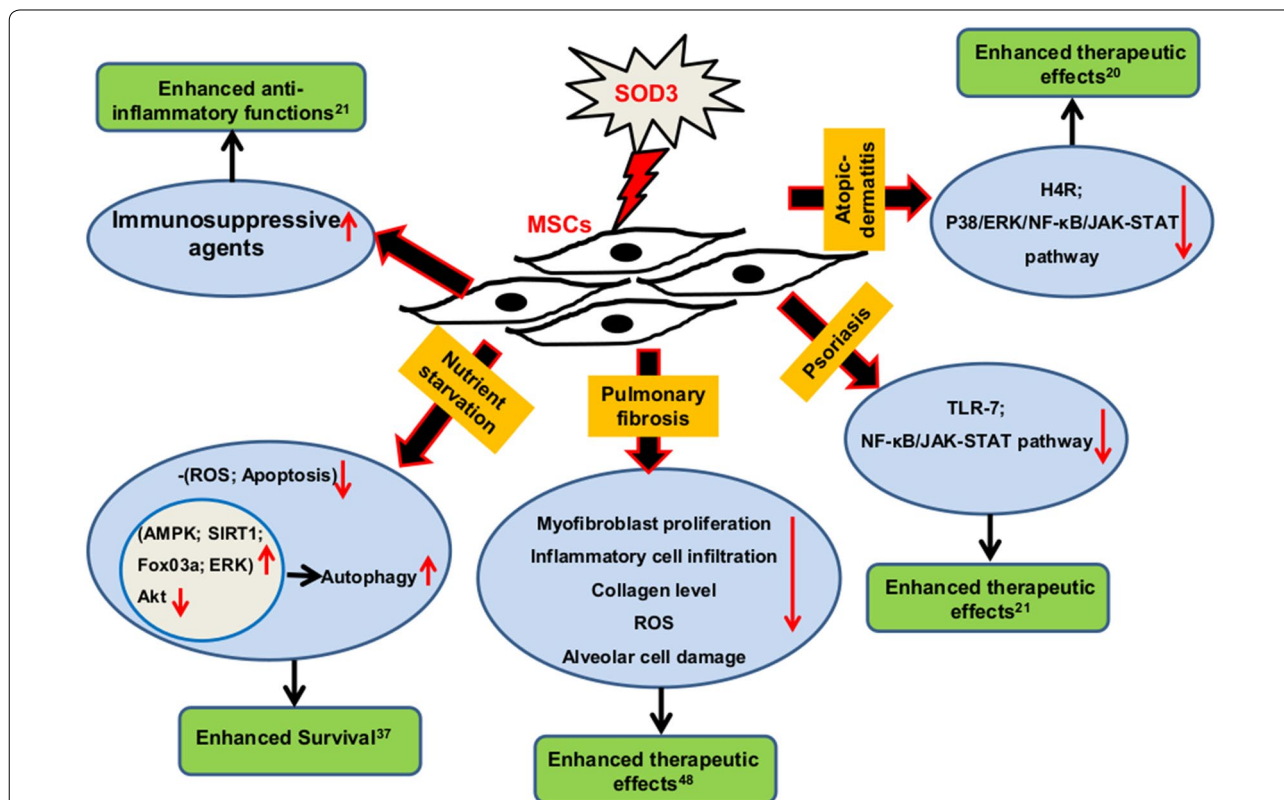 SOD3
MSCs
Enhanced anti-
inflammatory functions21
Immunosuppressive
agents
Atopic-
dermatitis
Enhanced therapeutic
effects20
H4R;
P38/ERK/NF-κB/JAK-STAT
pathway
Psoriasis
TLR-7;
NF-κB/JAK-STAT pathway
Enhanced therapeutic
effects21
Nutrient
starvation
-(ROS; Apoptosis)
(AMPK; SIRT1;
Fox03a; ERK)
Akt
Autophagy
Enhanced Survival37
Pulmonary
fibrosis
Myofibroblast proliferation
Inflammatory cell infiltration
Collagen level
ROS
Alveolar cell damage
Enhanced therapeutic
effects48